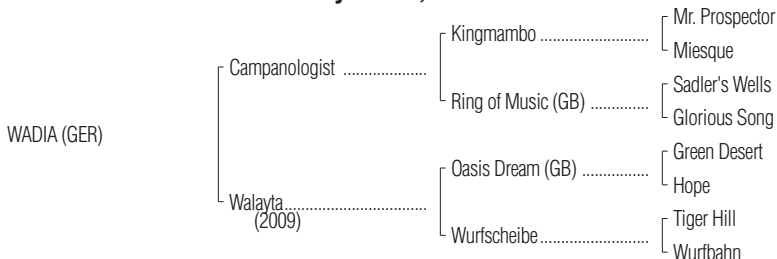 Mr. Prospector
Kingmambo
Miesque
Campanologist
Sadler's Wells
Ring of Music (GB)
Glorious Song
WADIA (GER)
Green Desert
Oasis Dream (GB)
Hope
Walayta
(2009)
Tiger Hill
Wurfscheibe
Wurfbahn